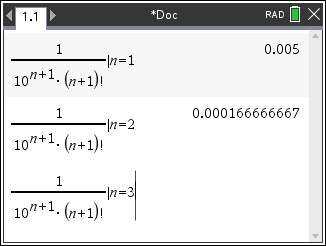 1.1 *Doc RAD
1/(10^(n+1)·(n+1)!)|n=1 0.005
1/(10^(n+1)·(n+1)!)|n=2 0.000166666667
1/(10^(n+1)·(n+1)!)|n=3